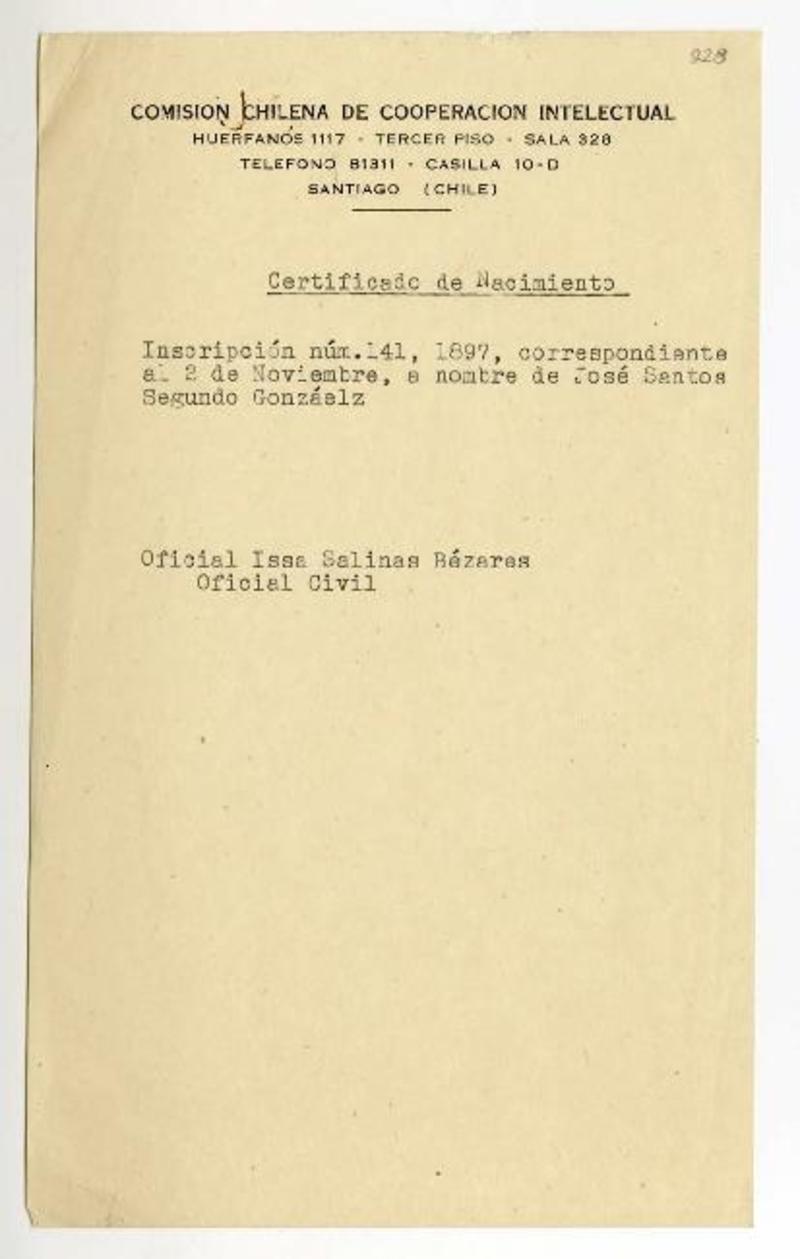 928
COMISION CHILENA DE COOPERACION INTELECTUAL
HUERFANOS 1117 - TERCER PISO - SALA 328
TELEFONO 81311 - CASILLA 10-D
SANTIAGO (CHILE)
Certificado de Nacimiento
Inscripción núm.141, 1897, correspondiente
al 2 de Noviembre, a nombre de José Santos
Segundo Gonzáelz
Oficial Issa Salinas Bézares
Oficial Civil